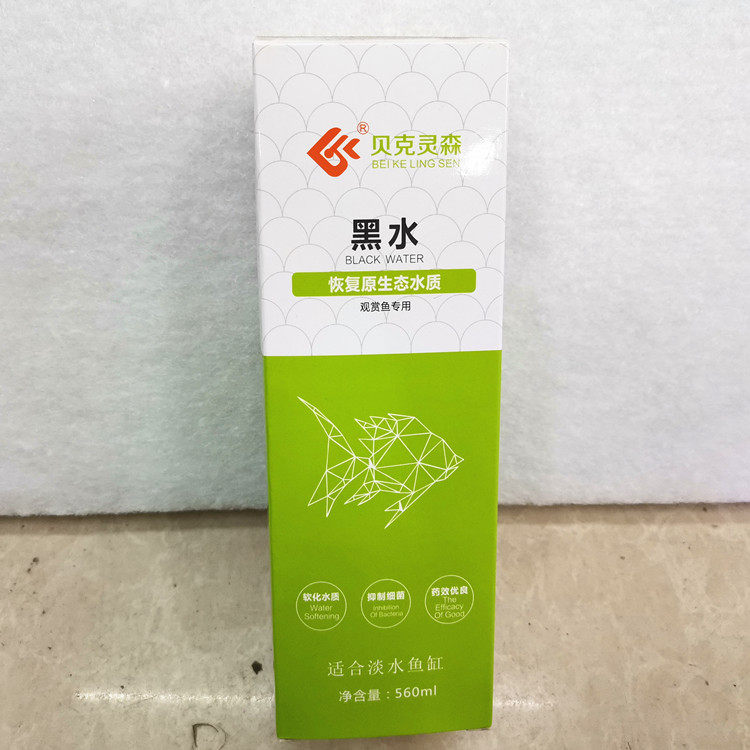 ®
贝克灵森
BEI KE LING SEN
黑水
BLACK WATER
恢复原生态水质
观赏鱼专用
软化水质
Water
Softening
抑制细菌
Inhibition
Of Bacteria
药效优良
The
Efficacy
Of Good
适合淡水鱼缸
净含量：560ml